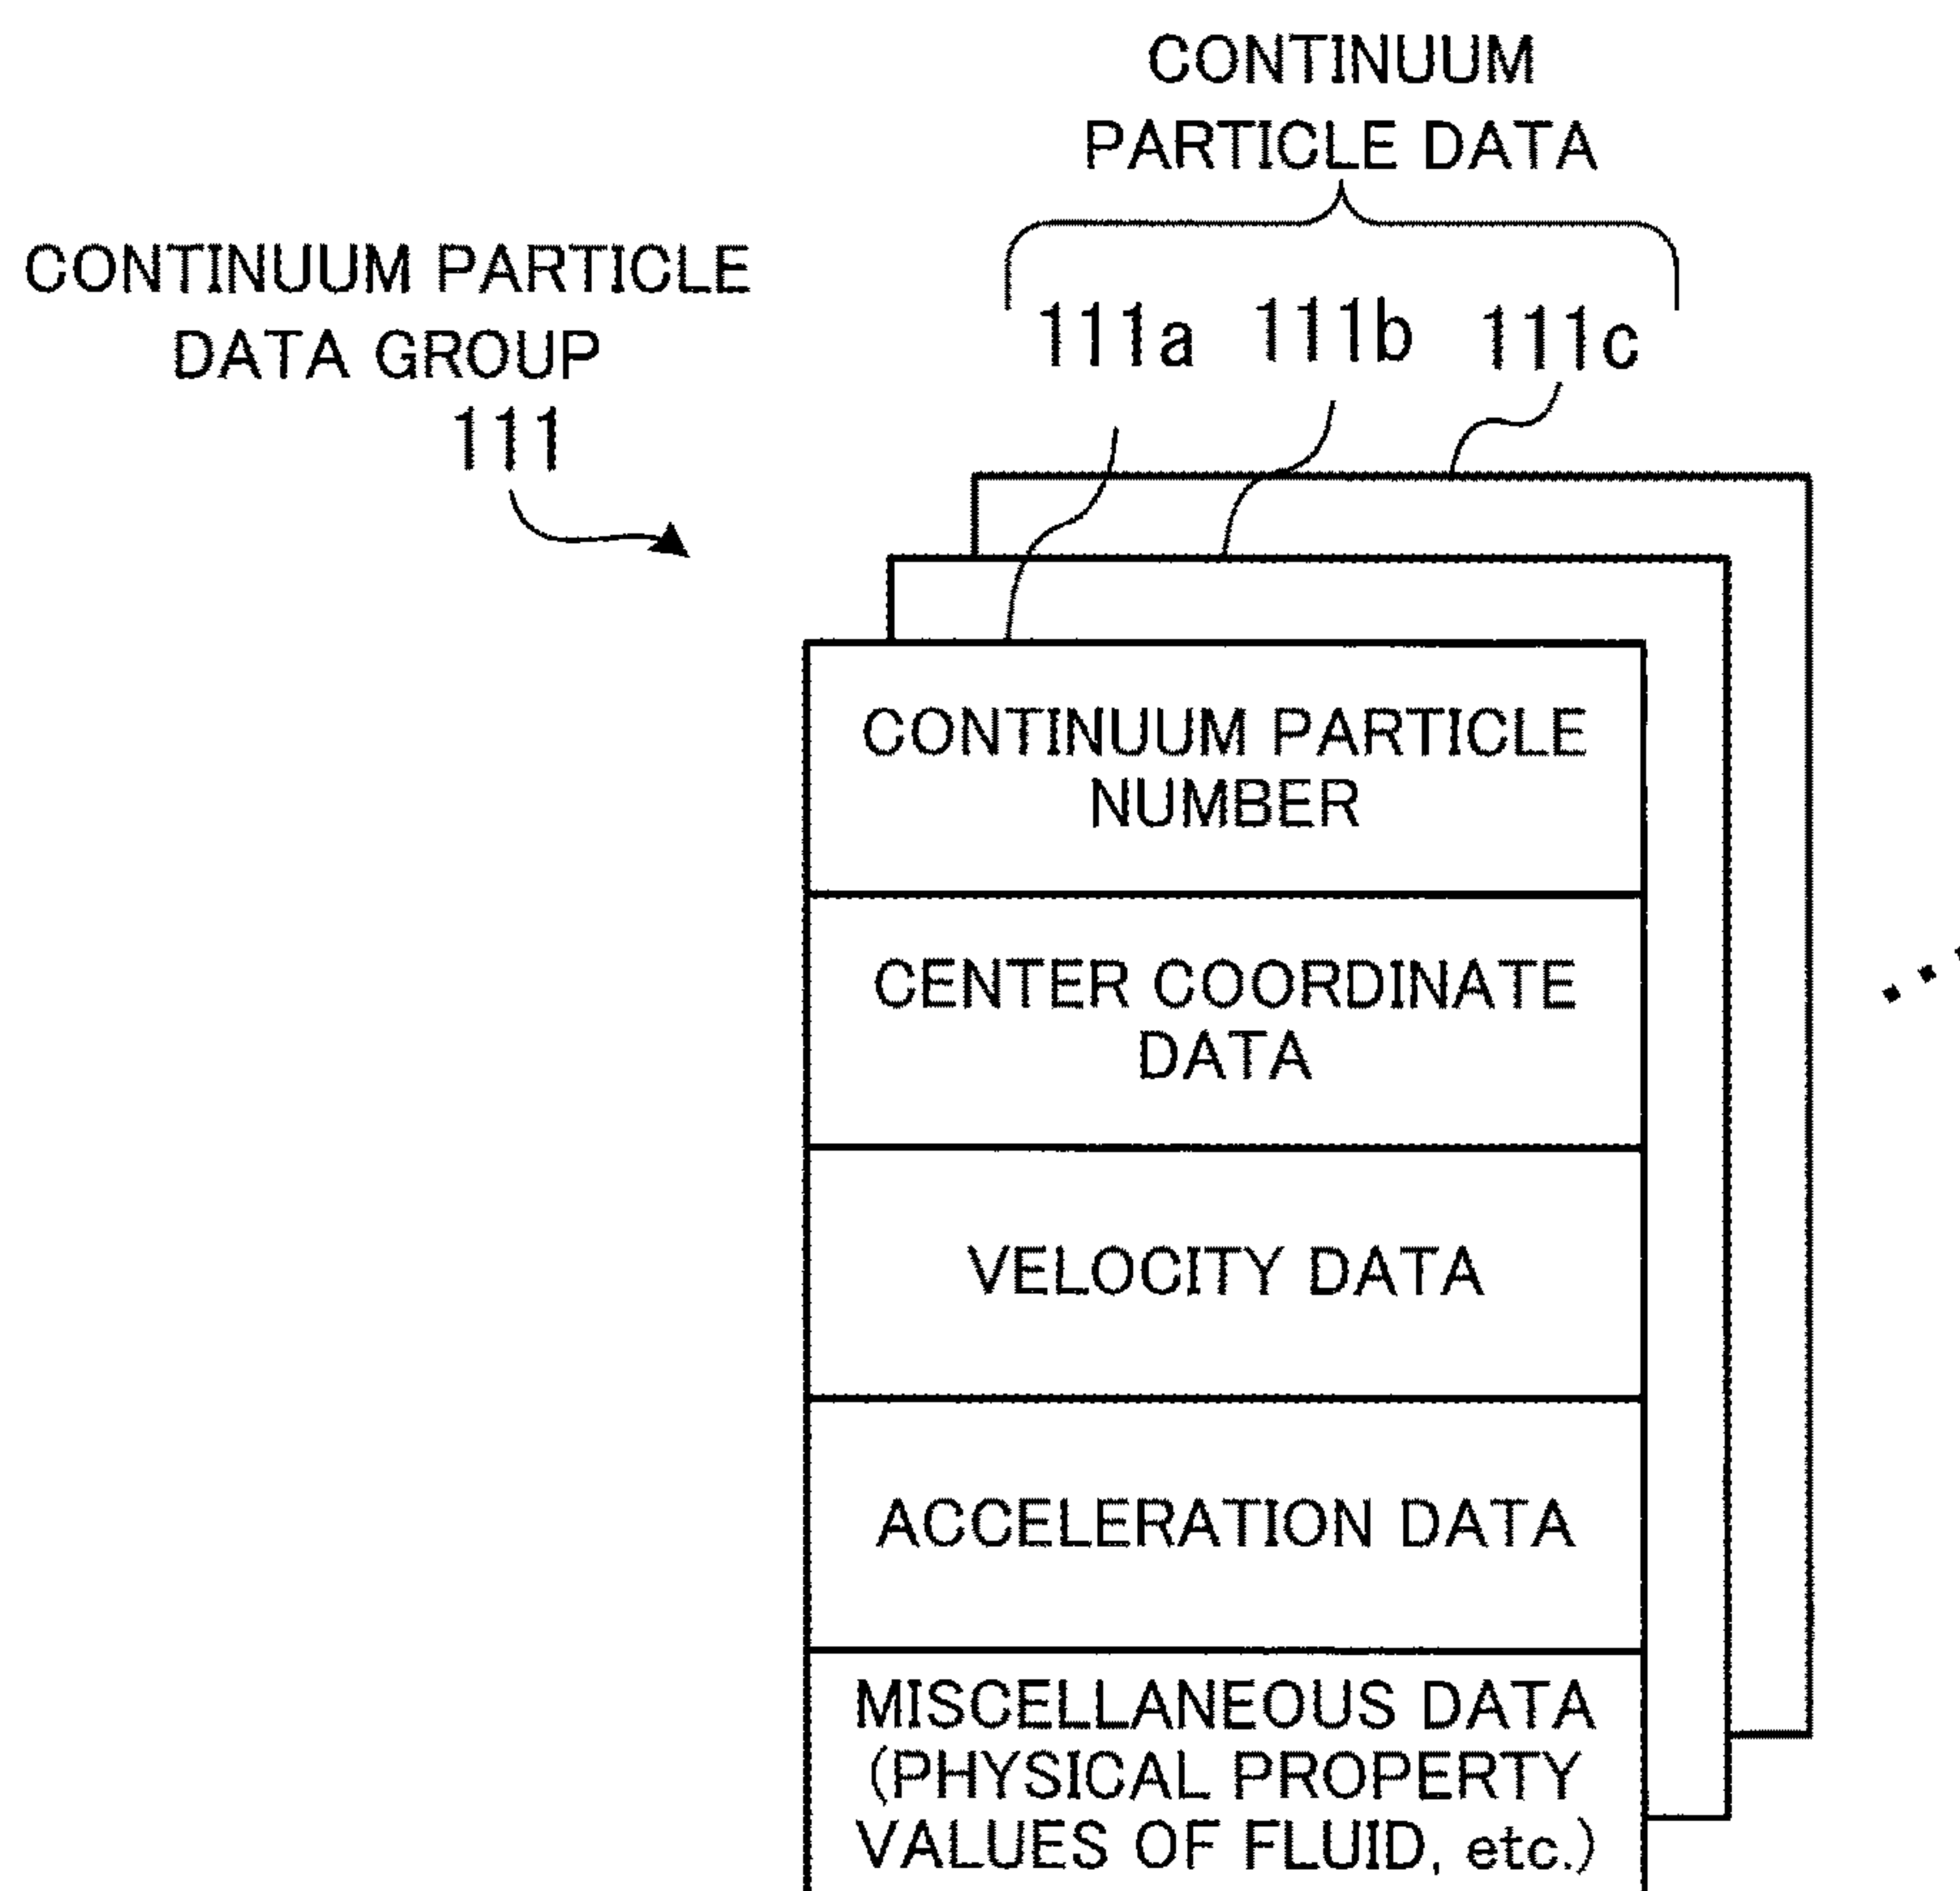 CONTINUUM
PARTICLE DATA
CONTINUUM PARTICLE
DATA GROUP
111
111a 111b 111c
CONTINUUM PARTICLE
NUMBER
CENTER COORDINATE
DATA
VELOCITY DATA
ACCELERATION DATA
MISCELLANEOUS DATA
(PHYSICAL PROPERTY
VALUES OF FLUID, etc.)